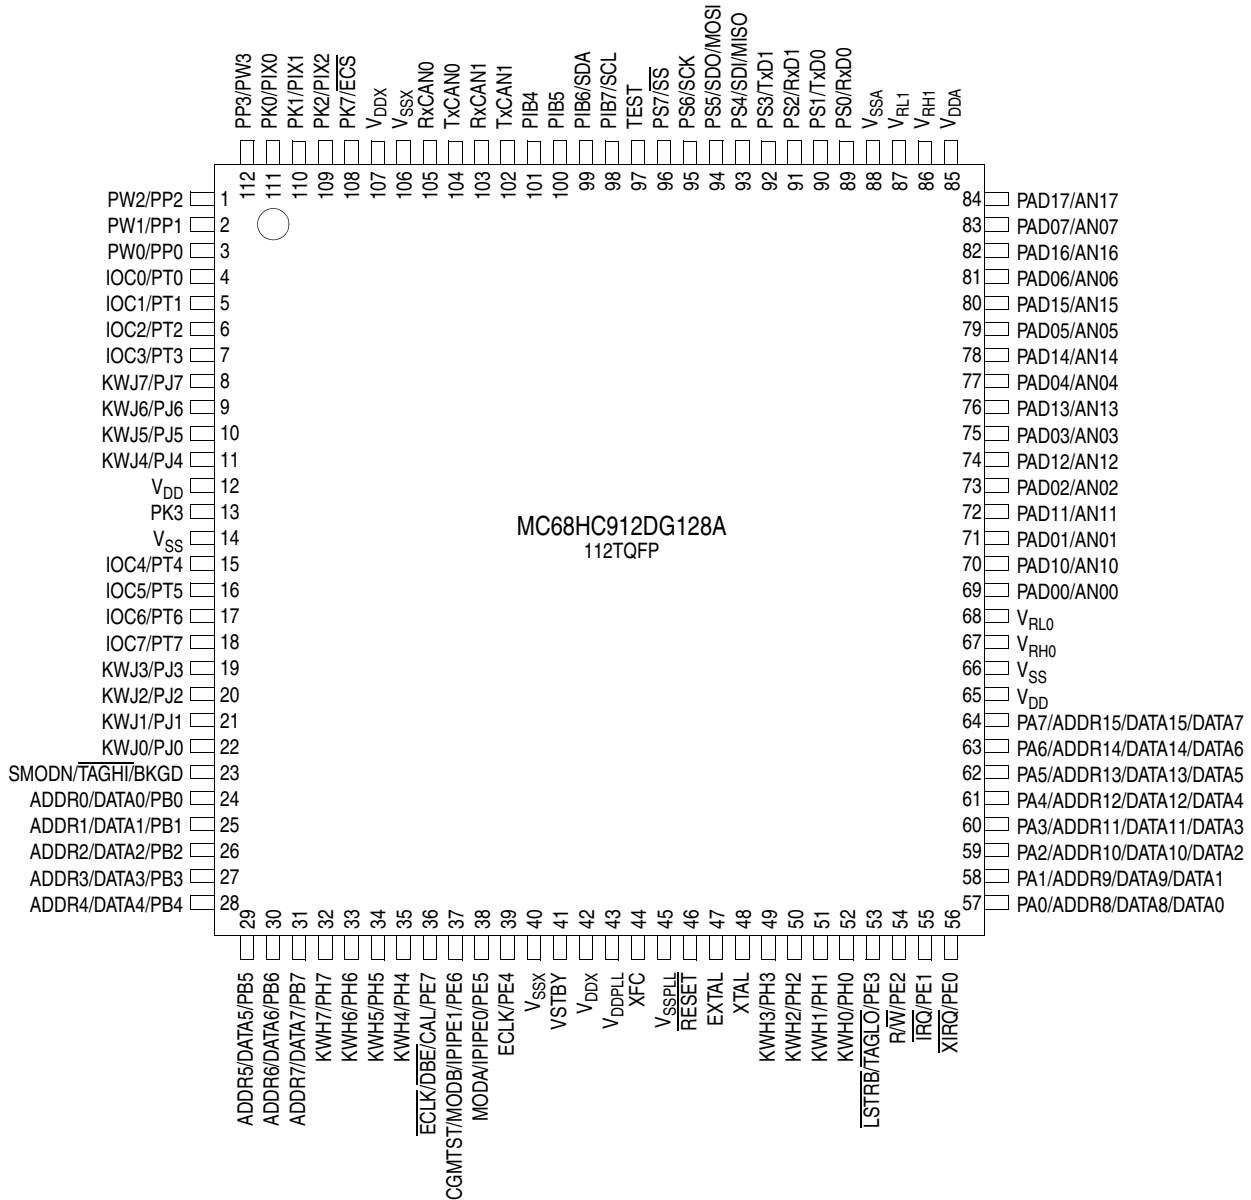 PP3/PW3
PK0/PIX0
PK1/PIX1
PK2/PIX2
PK7/ECS
VDDX
VSSX
RxCAN0
TxCAN0
RxCAN1
TxCAN1
PIB4
PIB5
PIB6/SDA
PIB7/SCL
TEST
PS7/SS
PS6/SCK
PS5/SDO/MOSI
PS4/SDI/MISO
PS3/TxD1
PS2/RxD1
PS1/TxD0
PS0/RxD0
VSSA
VRL1
VRH1
VDDA
112
111
110
109
108
107
106
105
104
103
102
101
100
99
98
97
96
95
94
93
92
91
90
89
88
87
86
85
PW2/PP2 1
PW1/PP1 2
PW0/PP0 3
IOC0/PT0 4
IOC1/PT1 5
IOC2/PT2 6
IOC3/PT3 7
KWJ7/PJ7 8
KWJ6/PJ6 9
KWJ5/PJ5 10
KWJ4/PJ4 11
VDD 12
PK3 13
VSS 14
IOC4/PT4 15
IOC5/PT5 16
IOC6/PT6 17
IOC7/PT7 18
KWJ3/PJ3 19
KWJ2/PJ2 20
KWJ1/PJ1 21
KWJ0/PJ0 22
SMODN/TAGHI/BKGD 23
ADDR0/DATA0/PB0 24
ADDR1/DATA1/PB1 25
ADDR2/DATA2/PB2 26
ADDR3/DATA3/PB3 27
ADDR4/DATA4/PB4 28
MC68HC912DG128A
112TQFP
84 PAD17/AN17
83 PAD07/AN07
82 PAD16/AN16
81 PAD06/AN06
80 PAD15/AN15
79 PAD05/AN05
78 PAD14/AN14
77 PAD04/AN04
76 PAD13/AN13
75 PAD03/AN03
74 PAD12/AN12
73 PAD02/AN02
72 PAD11/AN11
71 PAD01/AN01
70 PAD10/AN10
69 PAD00/AN00
68 VRL0
67 VRH0
66 VSS
65 VDD
64 PA7/ADDR15/DATA15/DATA7
63 PA6/ADDR14/DATA14/DATA6
62 PA5/ADDR13/DATA13/DATA5
61 PA4/ADDR12/DATA12/DATA4
60 PA3/ADDR11/DATA11/DATA3
59 PA2/ADDR10/DATA10/DATA2
58 PA1/ADDR9/DATA9/DATA1
57 PA0/ADDR8/DATA8/DATA0
29
30
31
32
33
34
35
36
37
38
39
40
41
42
43
44
45
46
47
48
49
50
51
52
53
54
55
56
ADDR5/DATA5/PB5
ADDR6/DATA6/PB6
ADDR7/DATA7/PB7
KWH7/PH7
KWH6/PH6
KWH5/PH5
KWH4/PH4
ECLK/DBE/CAL/PE7
CGMTST/MODB/IPIPE1/PE6
MODA/IPIPE0/PE5
ECLK/PE4
VSSX
VSTBY
VDDX
VDDPLL
XFC
VSSPLL
RESET
EXTAL
XTAL
KWH3/PH3
KWH2/PH2
KWH1/PH1
KWH0/PH0
LSTRB/TAGLO/PE3
R/W/PE2
IRQ/PE1
XIRQ/PE0